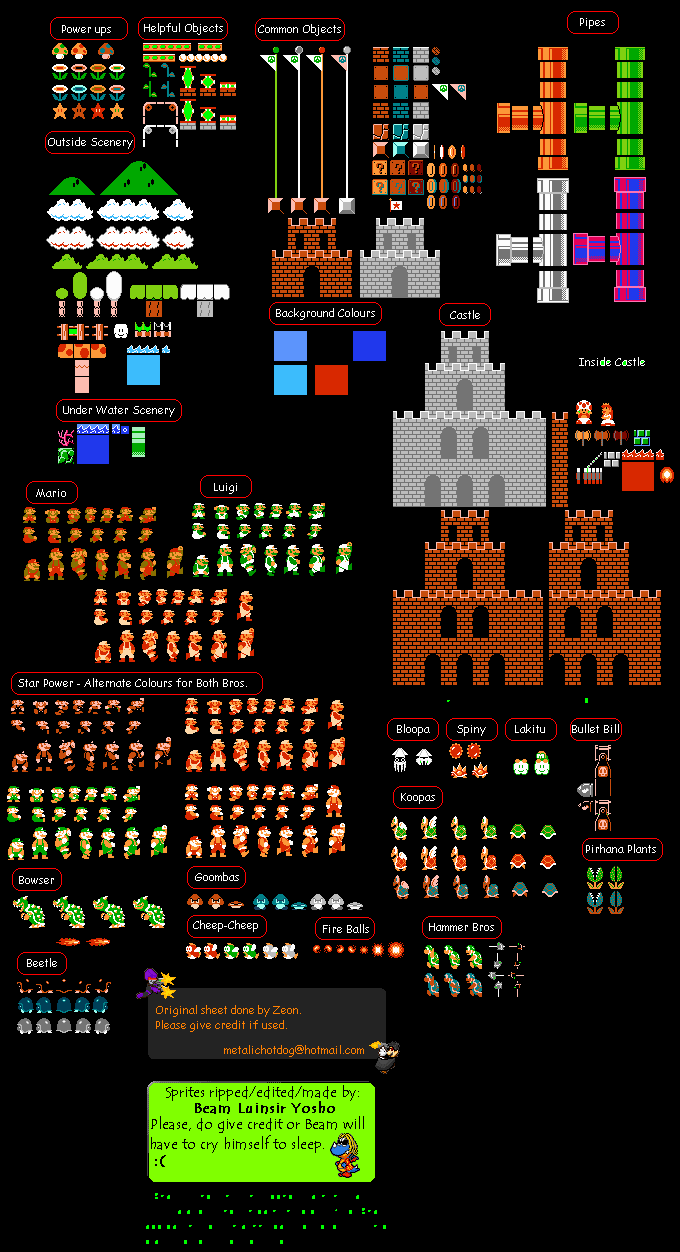 Power ups
Helpful Objects
Common Objects
Pipes
Outside Scenery
Background Colours
Castle
Inside Castle
Under Water Scenery
Mario
Luigi
Star Power - Alternate Colours for Both Bros.
Bloopa
Spiny
Lakitu
Bullet Bill
Koopas
Pirhana Plants
Bowser
Goombas
Cheep-Cheep
Fire Balls
Hammer Bros
Beetle
Original sheet done by Zeon.
Please give credit if used.
metalichotdog@hotmail.com
Sprites ripped/edited/made by:
Beam Luinsir Yosho
Please, do give credit or Beam will
have to cry himself to sleep.
:(